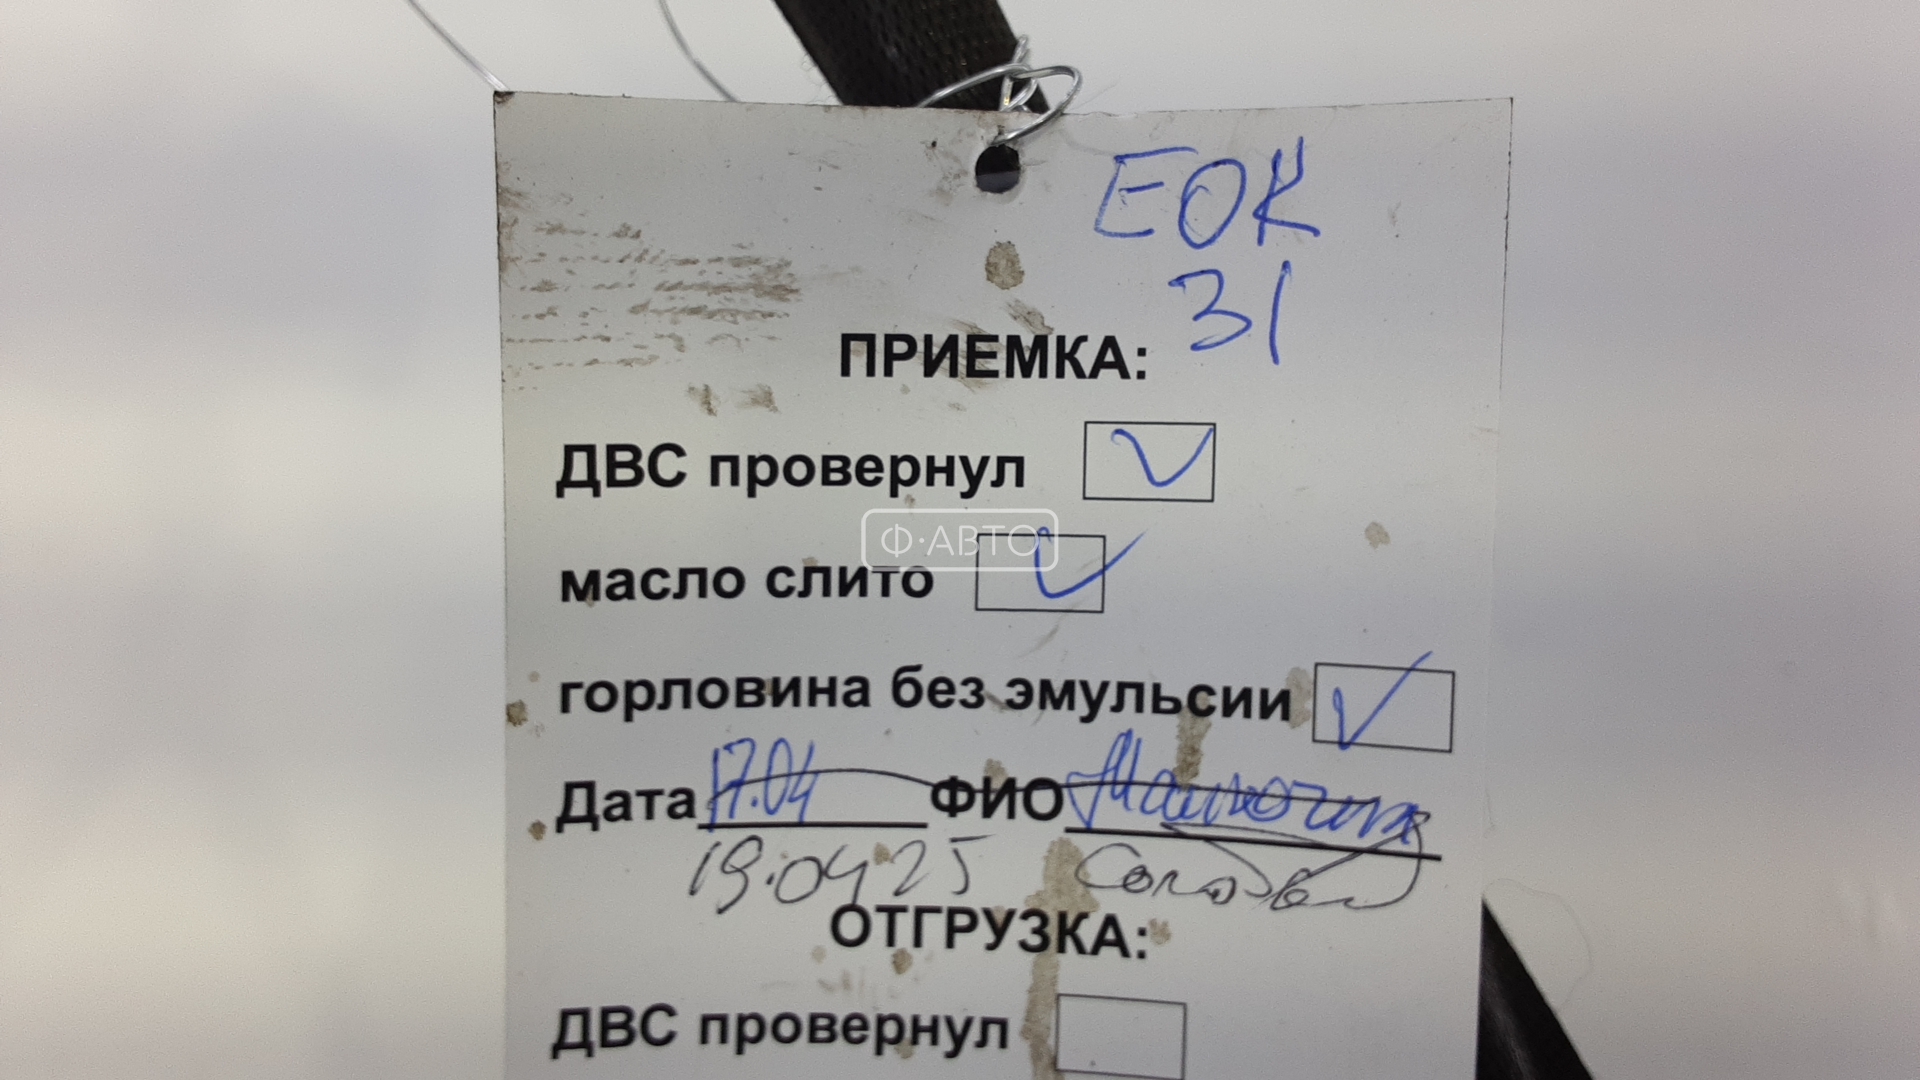 EOK
31
ПРИЕМКА:
ДВС провернул
Ф·АВТО
масло слито
горловина без эмульсии
Дата 17.04 ФИО
19.04 25
ОТГРУЗКА:
ДВС провернул